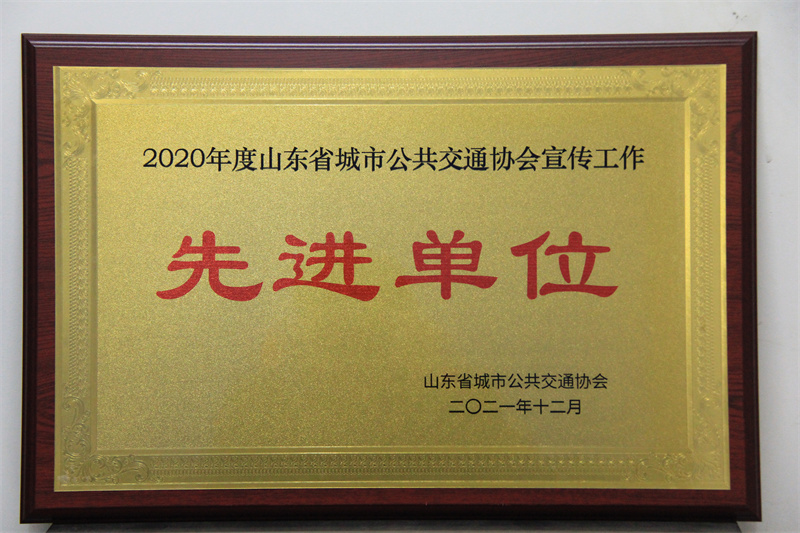 2020年度山东省城市公共交通协会宣传工作
先进单位
山东省城市公共交通协会
二〇二一年十二月